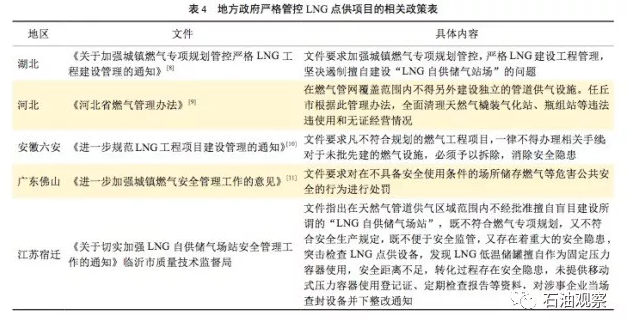 表 4 地方政府严格管控 LNG 点供项目的相关政策表
地区 文件 具体内容
湖北 《关于加强城镇燃气专项规划管控严格 LNG 工程建设管理的通知》[8]
文件要求加强城镇燃气专项规划管控，严格 LNG 建设工程管理，
坚决遏制擅自建设“LNG 自供储气站场”的问题
河北 《河北省燃气管理办法》[9]
在燃气管网覆盖范围内不得另外建设独立的管道供气设施。任丘
市根据此管理办法，全面清理天然气橇装气化站、瓶组站等违法
违使用和无证经营情况
安徽六安 《进一步规范 LNG 工程项目建设管理的通知》[10]
文件要求凡不符合规划的燃气工程项目，一律不得办理相关手续
对于未批先建的燃气设施，必须予以拆除，消除安全隐患
广东佛山 《进一步加强城镇燃气安全管理工作的意见》[11]
文件要求对在不具备安全使用条件的场所储存燃气等危害公共安
全的行为进行处罚
江苏宿迁 《关于切实加强 LNG 自供储气场站安全管理工
作的通知》临沂市质量技术监督局
文件指出在天然气管道供气区域范围内不经批准擅自盲目建设所
谓的“LNG 自供储气场站”，既不符合燃气专项规划，又不符
合安全生产规定，既不便于安全监管，又存在着重大的安全隐患，
突击检查 LNG 点供设备，发现 LNG 低温储罐擅自作为固定压力
容器使用，安全距离不足，转化过程存在安全隐患，未提供移动
式压力容器使用登记证、定期检查报告等资料，对涉事企业当场
查封设备并下整改通知
石油观察